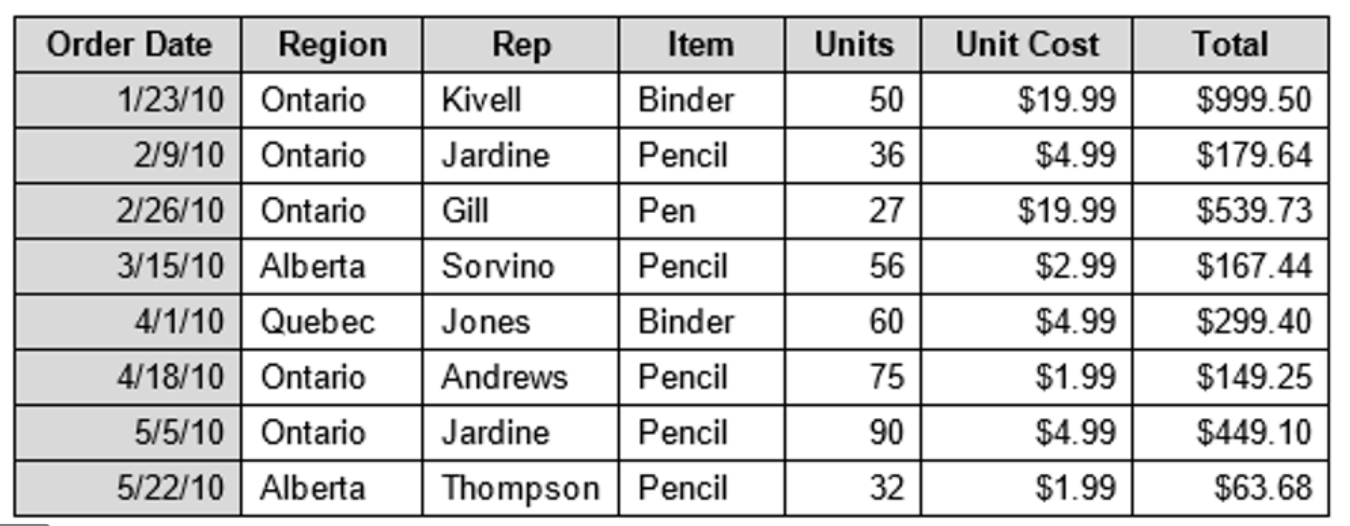 Order Date Region Rep Item Units Unit Cost Total
1/23/10 Ontario Kivell Binder 50 $19.99 $999.50
2/9/10 Ontario Jardine Pencil 36 $4.99 $179.64
2/26/10 Ontario Gill Pen 27 $19.99 $539.73
3/15/10 Alberta Sorvino Pencil 56 $2.99 $167.44
4/1/10 Quebec Jones Binder 60 $4.99 $299.40
4/18/10 Ontario Andrews Pencil 75 $1.99 $149.25
5/5/10 Ontario Jardine Pencil 90 $4.99 $449.10
5/22/10 Alberta Thompson Pencil 32 $1.99 $63.68